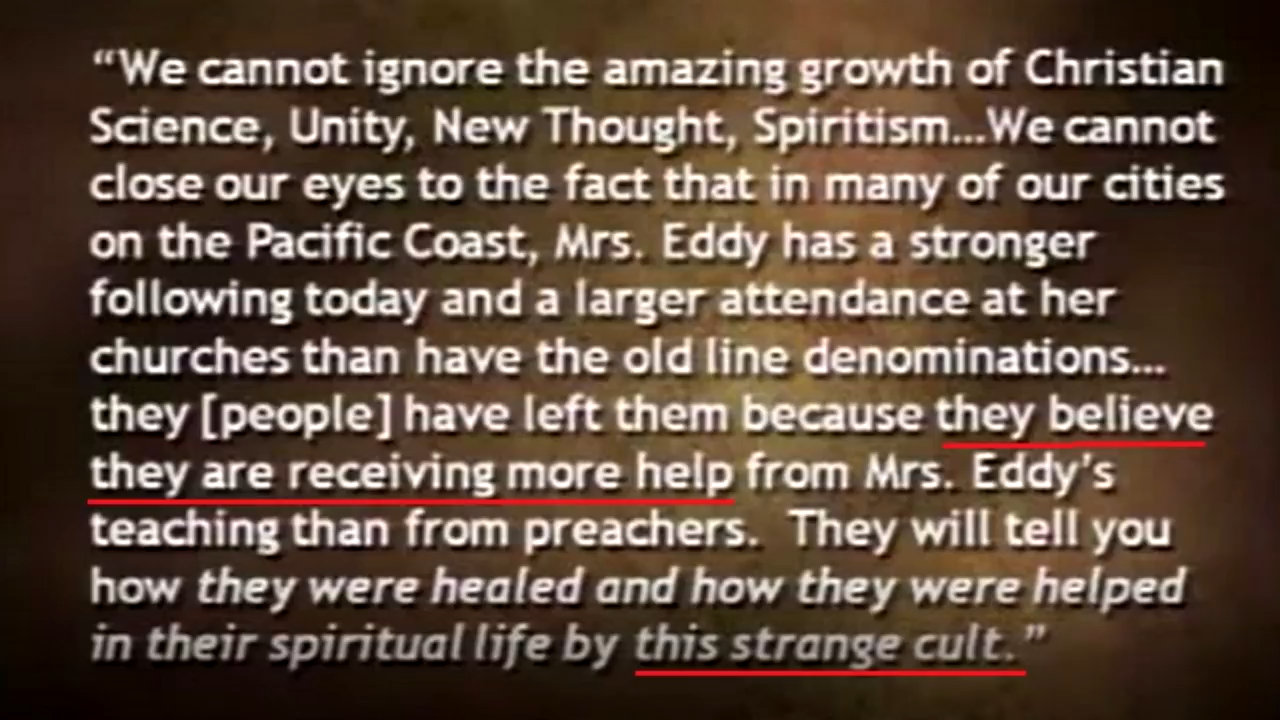 “We cannot ignore the amazing growth of Christian
Science, Unity, New Thought, Spiritism...We cannot
close our eyes to the fact that in many of our cities
on the Pacific Coast, Mrs. Eddy has a stronger
following today and a larger attendance at her
churches than have the old line denominations...
they [people] have left them because they believe
they are receiving more help from Mrs. Eddy’s
teaching than from preachers.  They will tell you
how they were healed and how they were helped
in their spiritual life by this strange cult.”